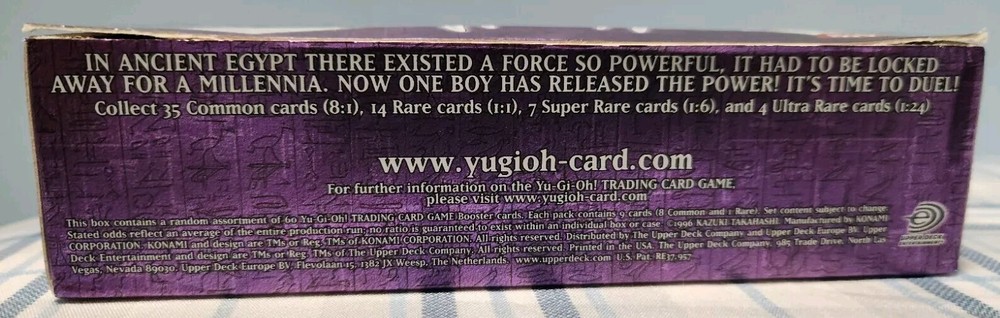 IN ANCIENT EGYPT THERE EXISTED A FORCE SO POWERFUL, IT HAD TO BE LOCKED
AWAY FOR A MILLENNIA. NOW ONE BOY HAS RELEASED THE POWER! IT'S TIME TO DUEL!
Collect 35 Common cards (8:1), 14 Rare cards (1:1), 7 Super Rare cards (1:6), and 4 Ultra Rare cards (1:24)
www.yugioh-card.com
For further information on the Yu-Gi-Oh! TRADING CARD GAME,
please visit www.yugioh-card.com
This box contains a random assortment of 60 Yu-Gi-Oh! TRADING CARD GAME Booster cards. Each pack contains 9 cards (8 Common and 1 Rare). Set content subject to change.
Stated odds reflect an average of the entire production run; no ratio is guaranteed to exist within an individual box or case. ©1996 KAZUKI TAKAHASHI. Manufactured by KONAMI
CORPORATION. KONAMI and design are TMs or Reg. TMs of KONAMI CORPORATION. All rights reserved. Distributed by The Upper Deck Company and Upper Deck Europe BV. Upper
Deck Entertainment and design are TMs or Reg. TMs of The Upper Deck Company. All rights reserved. Printed in the USA. The Upper Deck Company, 985 Trade Drive, North Las
Vegas, Nevada 89030. Upper Deck Europe BV, Flevolaan 15, 1382 JX Weesp, The Netherlands. www.upperdeck.com U.S. Pat. RE37,957